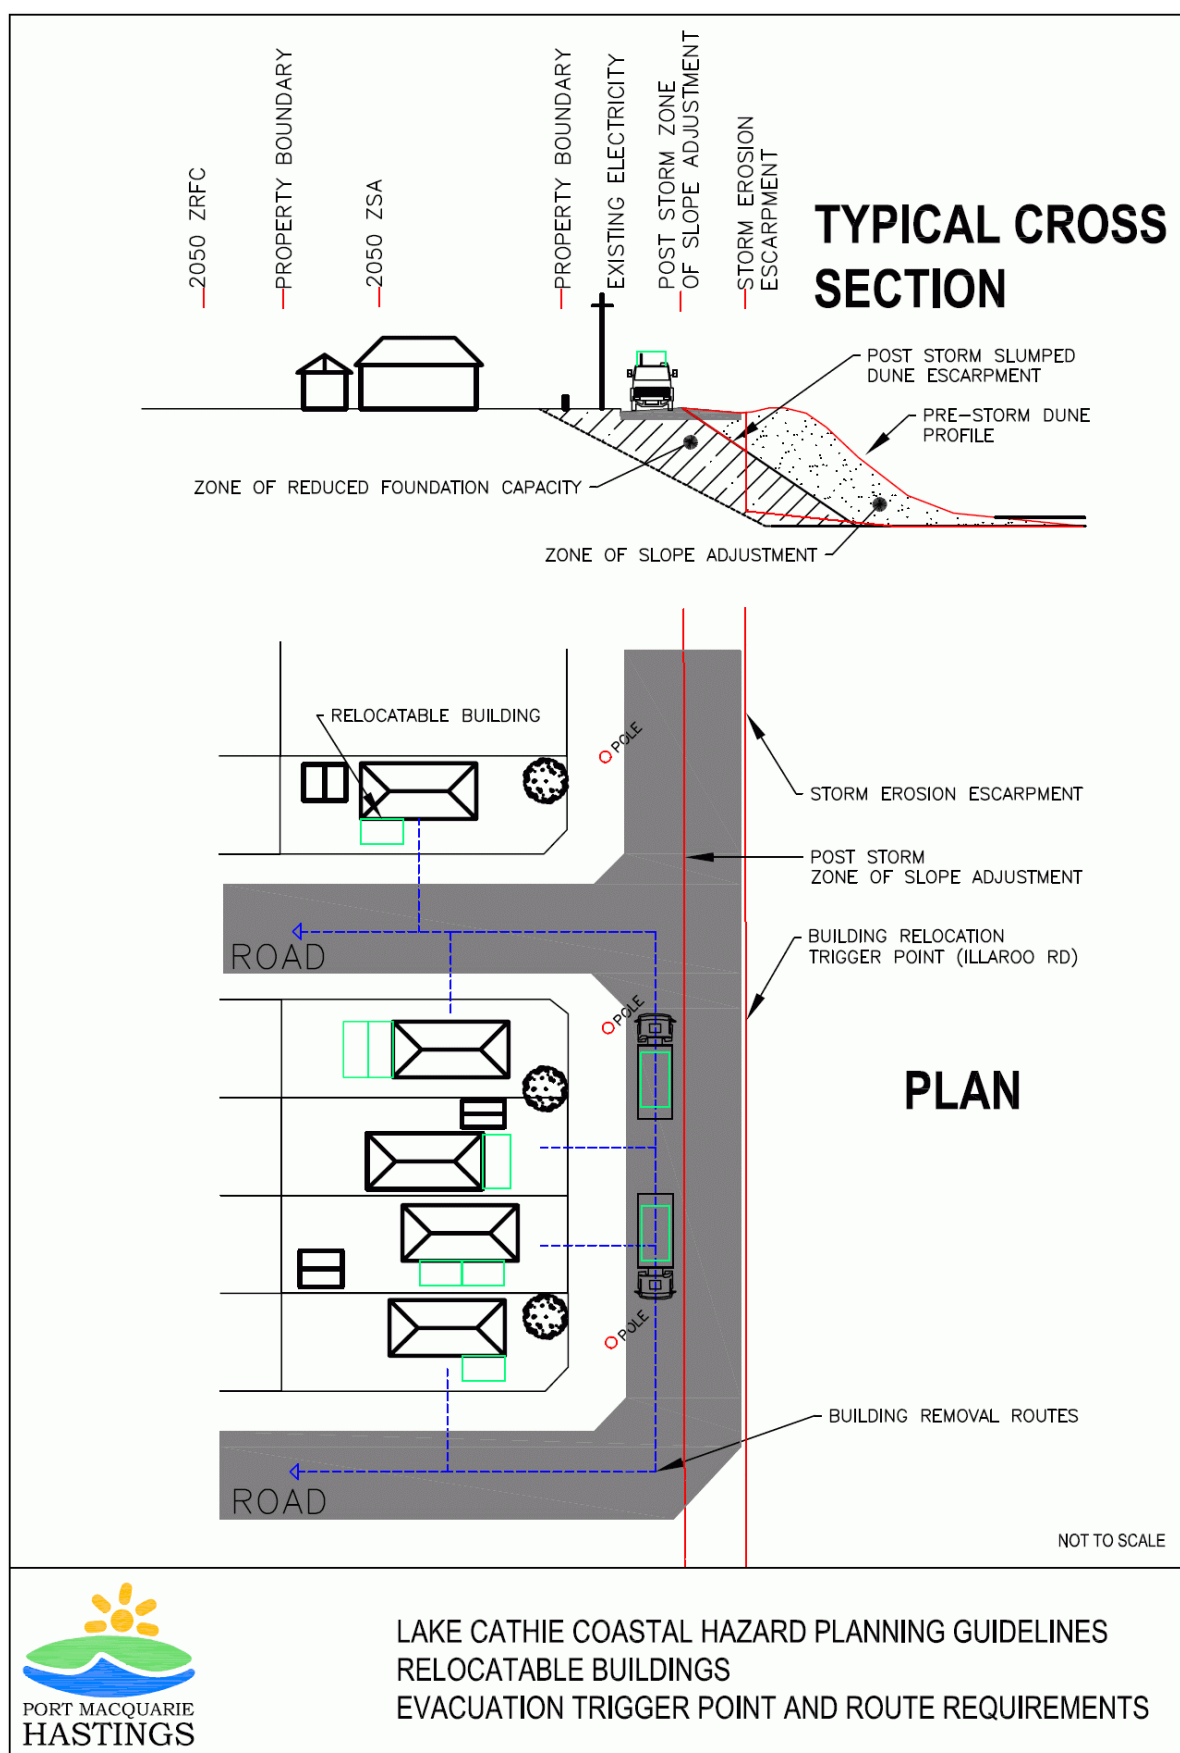 2050 ZRFC
PROPERTY BOUNDARY
2050 ZSA
PROPERTY BOUNDARY
EXISTING ELECTRICITY
POST STORM ZONE
OF SLOPE ADJUSTMENT
STORM EROSION
ESCARPMENT
TYPICAL CROSS
SECTION
POST STORM SLUMPED
DUNE ESCARPMENT
PRE-STORM DUNE
PROFILE
ZONE OF REDUCED FOUNDATION CAPACITY
ZONE OF SLOPE ADJUSTMENT
RELOCATABLE BUILDING
POLE
STORM EROSION ESCARPMENT
POST STORM
ZONE OF SLOPE ADJUSTMENT
ROAD
BUILDING RELOCATION
TRIGGER POINT (ILLAROO RD)
POLE
PLAN
POLE
BUILDING REMOVAL ROUTES
ROAD
NOT TO SCALE
PORT MACQUARIE
HASTINGS
LAKE CATHIE COASTAL HAZARD PLANNING GUIDELINES
RELOCATABLE BUILDINGS
EVACUATION TRIGGER POINT AND ROUTE REQUIREMENTS